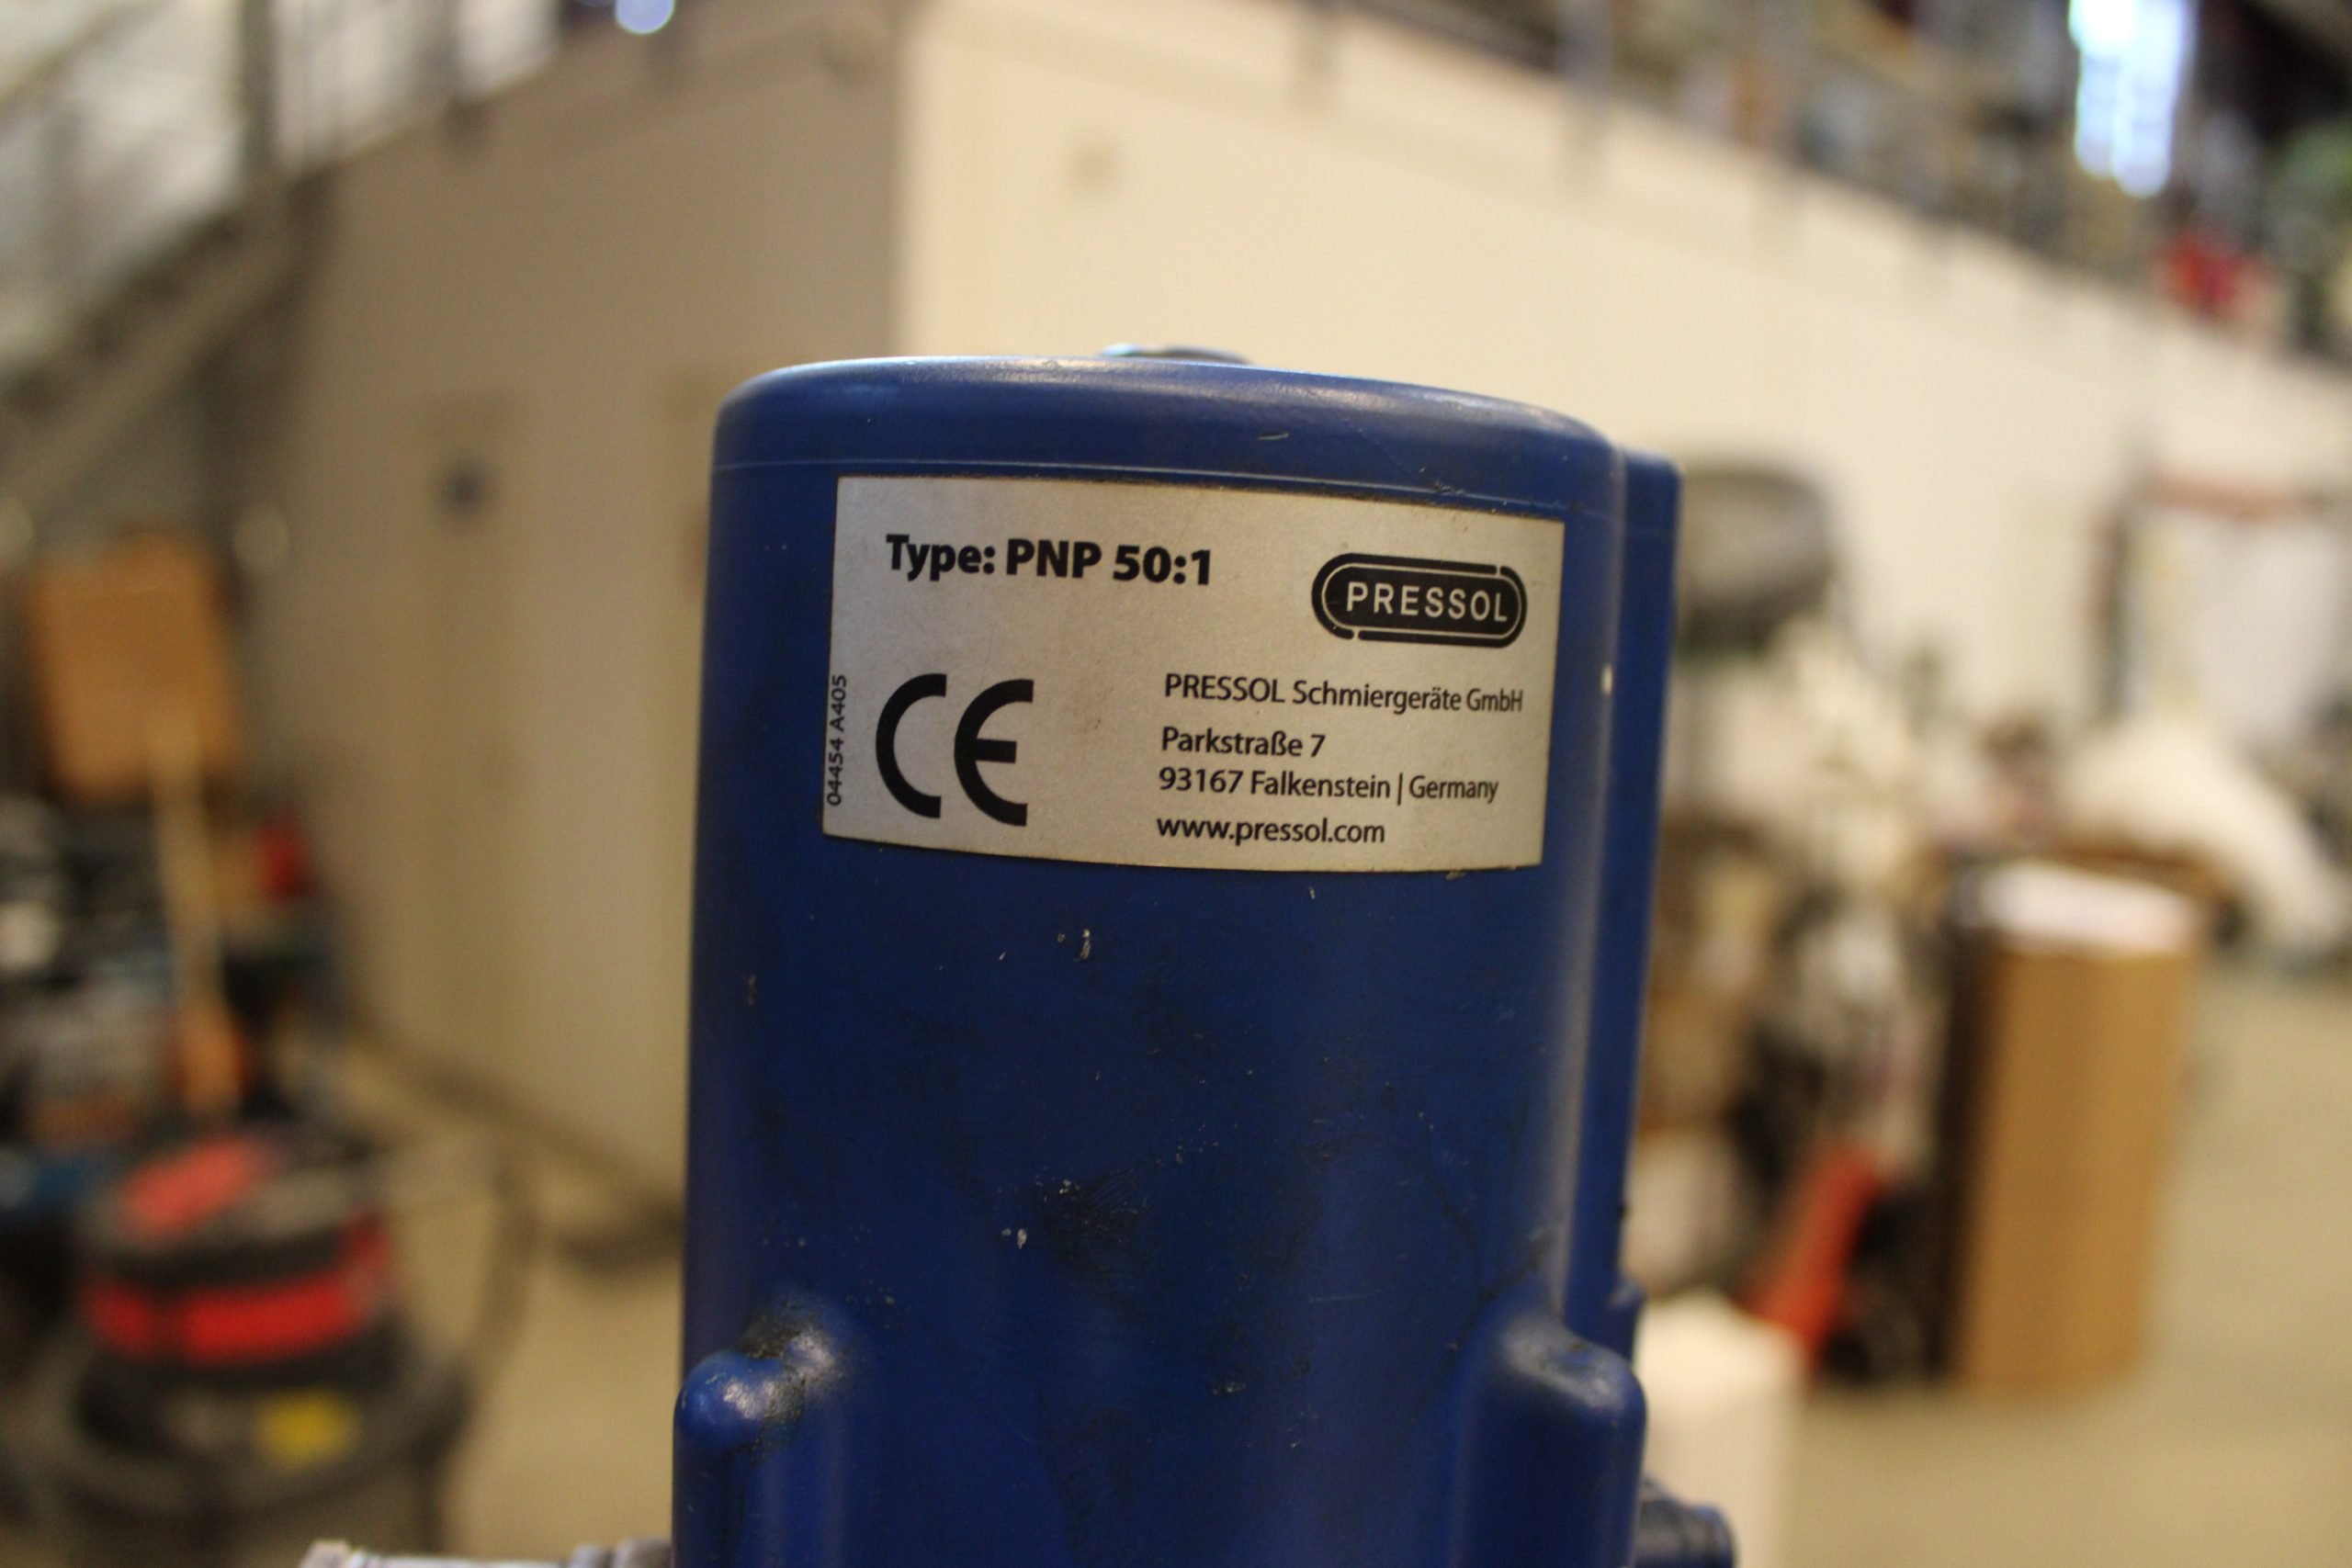 Type: PNP 50:1
PRESSOL
04454 A405
CE
PRESSOL Schmiergeräte GmbH
Parkstraße 7
93167 Falkenstein | Germany
www.pressol.com